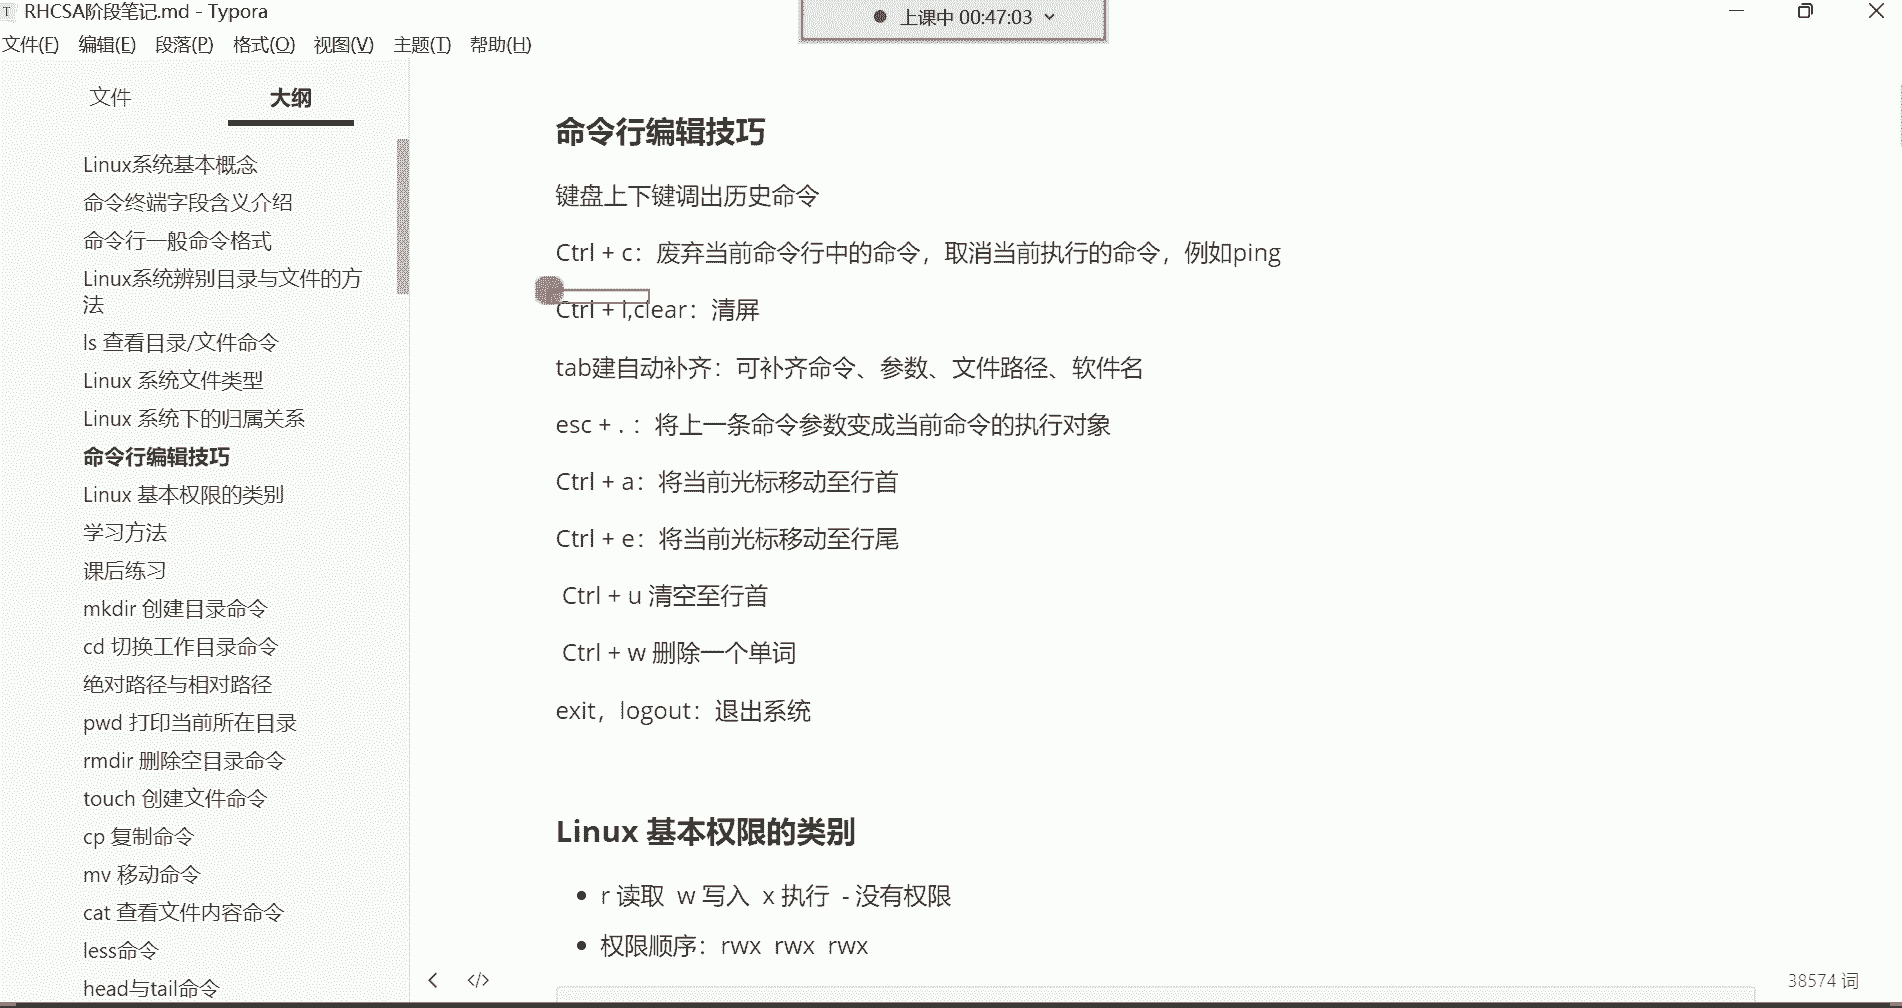 RHCSA阶段笔记.md - Typora
上课中 00:47:03
文件(F) 编辑(E) 段落(P) 格式(O) 视图(V) 主题(T) 帮助(H)
文件 大纲
Linux系统基本概念
命令终端字段含义介绍
命令行一般命令格式
Linux系统辨别目录与文件的方
法
ls 查看目录/文件命令
Linux 系统文件类型
Linux 系统下的归属关系
命令行编辑技巧
Linux 基本权限的类别
学习方法
课后练习
mkdir 创建目录命令
cd 切换工作目录命令
绝对路径与相对路径
pwd 打印当前所在目录
rmdir 删除空目录命令
touch 创建文件命令
cp 复制命令
mv 移动命令
cat 查看文件内容命令
less命令
head与tail命令
命令行编辑技巧
键盘上下键调出历史命令
Ctrl + c：废弃当前命令行中的命令，取消当前执行的命令，例如ping
Ctrl + l,clear：清屏
tab建自动补齐：可补齐命令、参数、文件路径、软件名
esc + . ：将上一条命令参数变成当前命令的执行对象
Ctrl + a：将当前光标移动至行首
Ctrl + e：将当前光标移动至行尾
Ctrl + u 清空至行首
Ctrl + w 删除一个单词
exit，logout：退出系统
Linux 基本权限的类别
r 读取 w 写入 x 执行 - 没有权限
权限顺序：rwx rwx rwx
38574 词